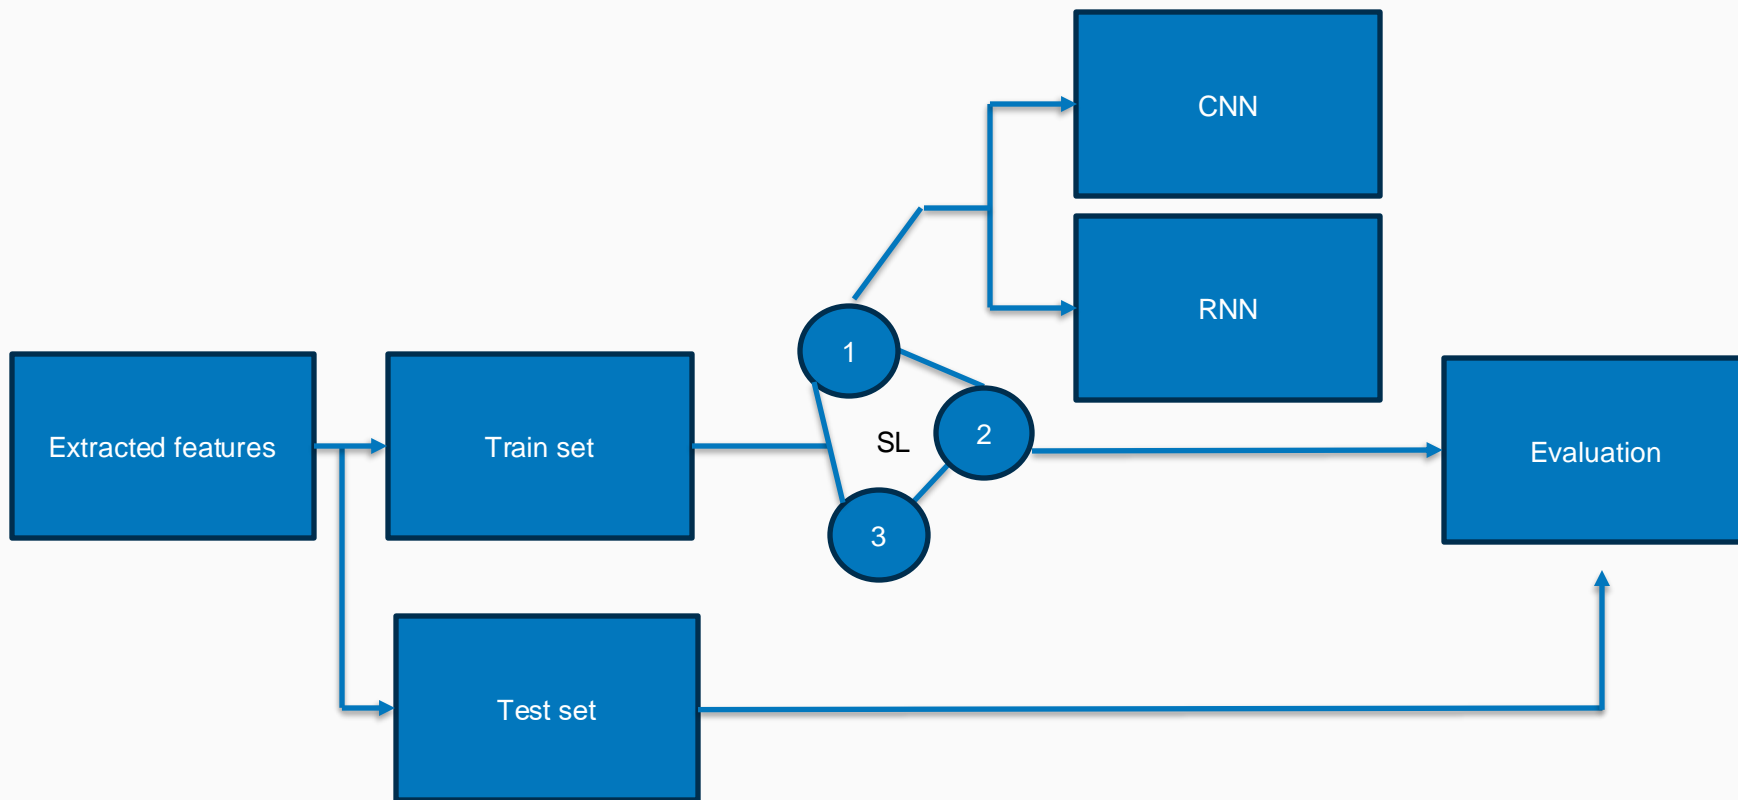 CNN
RNN
1
2
SL
3
Extracted features
Train set
Evaluation
Test set